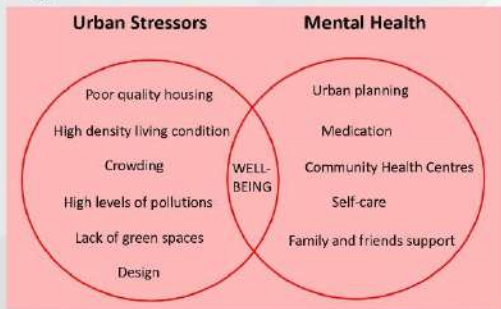 Urban Stressors
Mental Health
Poor quality housing
High density living condition
Crowding
High levels of pollutions
Lack of green spaces
Design
WELL-
BEING
Urban planning
Medication
Community Health Centres
Self-care
Family and friends support